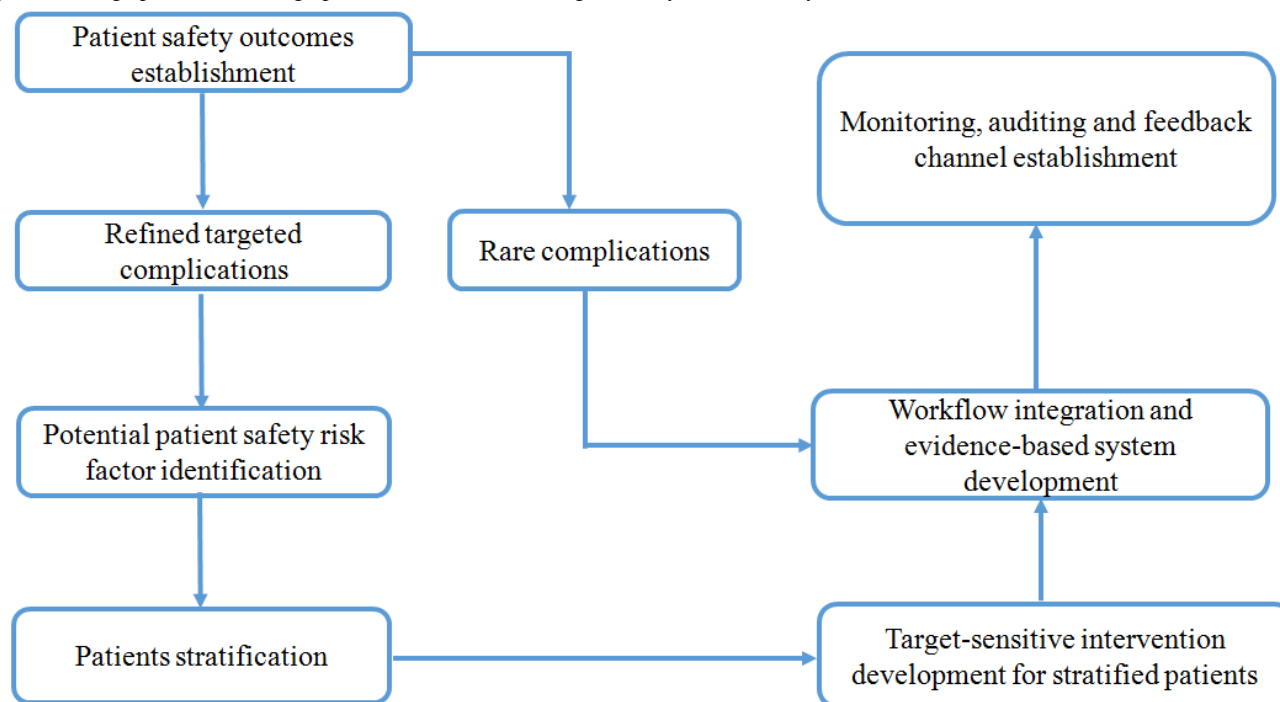 Patient safety outcomes
establishment
Monitoring, auditing and feedback
channel establishment
Refined targeted
complications
Rare complications
Potential patient safety risk
factor identification
Workflow integration and
evidence-based system
development
Patients stratification
Target-sensitive intervention
development for stratified patients